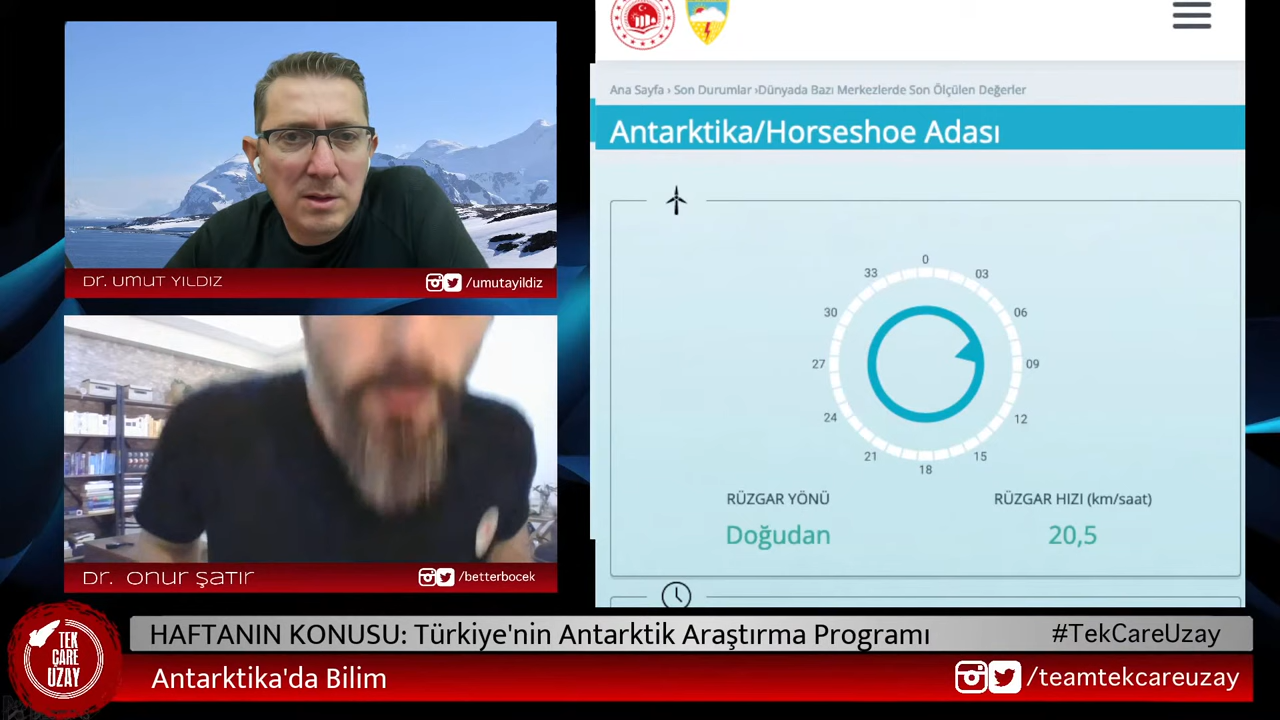 Ana Sayfa › Son Durumlar ›Dünyada Bazı Merkezlerde Son Ölçülen Değerler
Antarktika/Horseshoe Adası
0
33
03
30
06
27
09
24
12
21
15
18
RÜZGAR YÖNÜ
RÜZGAR HIZI (km/saat)
Doğudan
20,5
Dr. Umut YILDIZ
/umutayildiz
Dr. Onur Şatır
/betterbocek
TEK
ÇARE
UZAY
HAFTANIN KONUSU: Türkiye'nin Antarktik Araştırma Programı
#TekCareUzay
Antarktika'da Bilim
/teamtekcareuzay